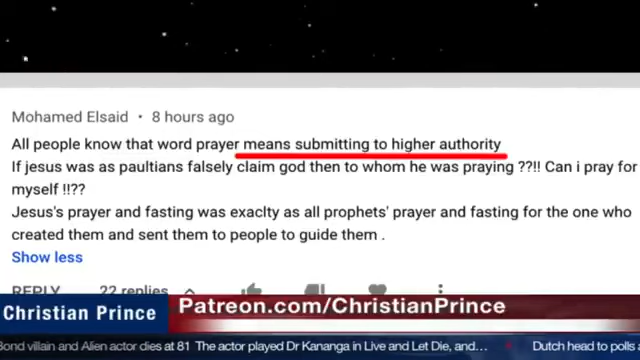 Mohamed Elsaid • 8 hours ago
All people know that word prayer means submitting to higher authority
If jesus was as paultians falsely claim god then to whom he was praying ??!! Can i pray for
myself !!??
Jesus's prayer and fasting was exaclty as all prophets' prayer and fasting for the one who
created them and sent them to people to guide them .
Show less
REPLY 22 replies
Christian Prince
Patreon.com/ChristianPrince
Bond villain and Alien actor dies at 81 The actor played Dr Kananga in Live and Let Die, and... Dutch head to polls